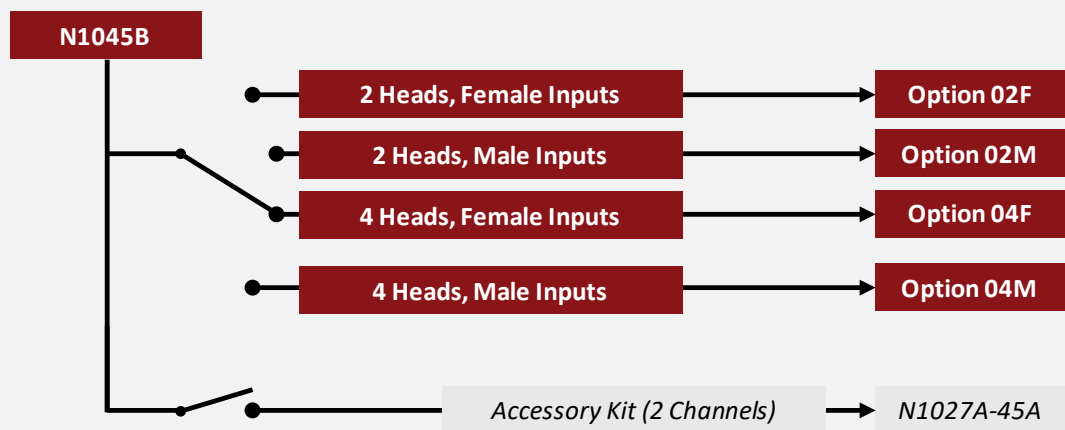 N1045B
2 Heads, Female Inputs
Option 02F
2 Heads, Male Inputs
Option 02M
4 Heads, Female Inputs
Option 04F
4 Heads, Male Inputs
Option 04M
Accessory Kit (2 Channels)
N1027A-45A